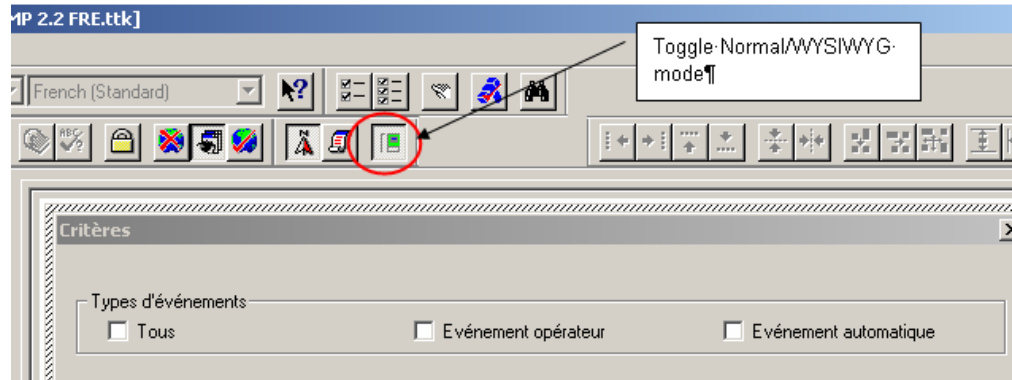 MP 2.2 FRE.ttk]
Toggle·Normal/WYSIWYG·
mode¶
French (Standard)
ABC
N
A
Critères
Types d'événements
Tous
Evénement opérateur
Evénement automatique